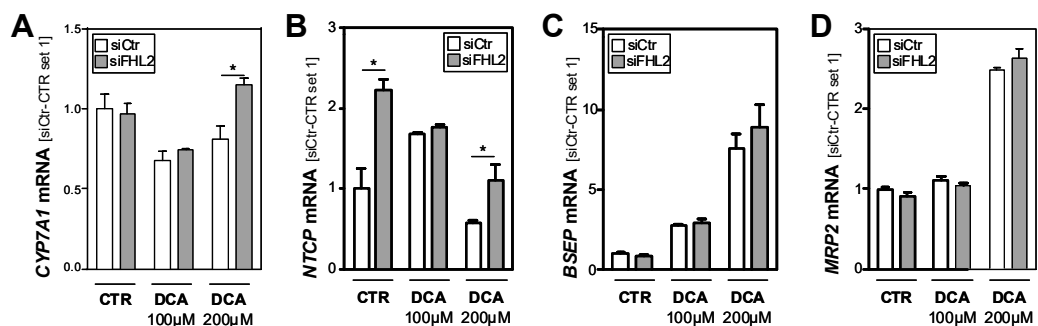 A
CYP7A1 mRNA [siCtr-CTR set 1]
1.5
1.0
0.5
0.0
siCtr
siFHL2
*
CTR
DCA
100µM
DCA
200µM
B
NTCP mRNA [siCtr-CTR set 1]
3
2
1
0
siCtr
siFHL2
*
*
CTR
DCA
100µM
DCA
200µM
C
BSEP mRNA [siCtr-CTR set 1]
10
5
0
siCtr
siFHL2
CTR
DCA
100µM
DCA
200µM
D
MRP2 mRNA [siCtr-CTR set 1]
3
2
1
0
siCtr
siFHL2
CTR
DCA
100µM
DCA
200µM